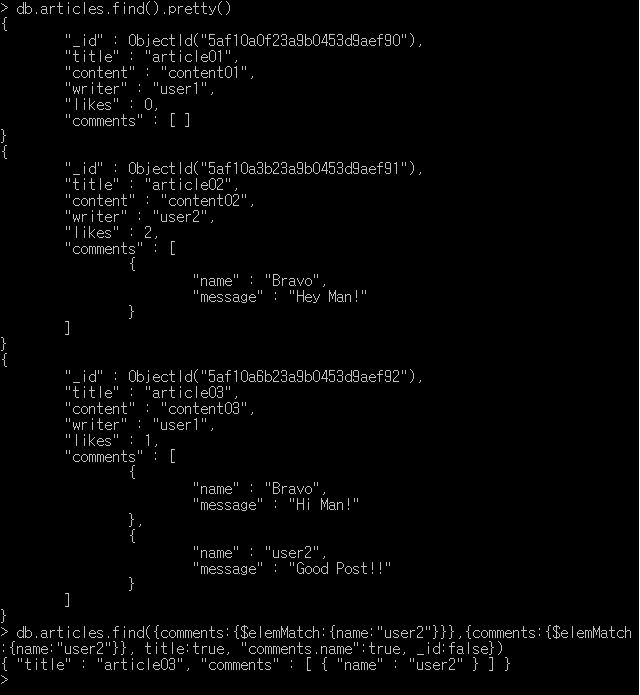 > db.articles.find().pretty()
{
"_id" : ObjectId("5af10a0f23a9b0453d9aef90"),
"title" : "article01",
"content" : "content01",
"writer" : "user1",
"likes" : 0,
"comments" : [ ]
}
{
"_id" : ObjectId("5af10a3b23a9b0453d9aef91"),
"title" : "article02",
"content" : "content02",
"writer" : "user2",
"likes" : 2,
"comments" : [
{
"name" : "Bravo",
"message" : "Hey Man!"
}
]
}
{
"_id" : ObjectId("5af10a6b23a9b0453d9aef92"),
"title" : "article03",
"content" : "content03",
"writer" : "user1",
"likes" : 1,
"comments" : [
{
"name" : "Bravo",
"message" : "Hi Man!"
},
{
"name" : "user2",
"message" : "Good Post!!"
}
]
}
> db.articles.find({comments:{$elemMatch:{name:"user2"}}},{comments:{$elemMatch
:{name:"user2"}}, title:true, "comments.name":true, _id:false})
{ "title" : "article03", "comments" : [ { "name" : "user2" } ] }
>